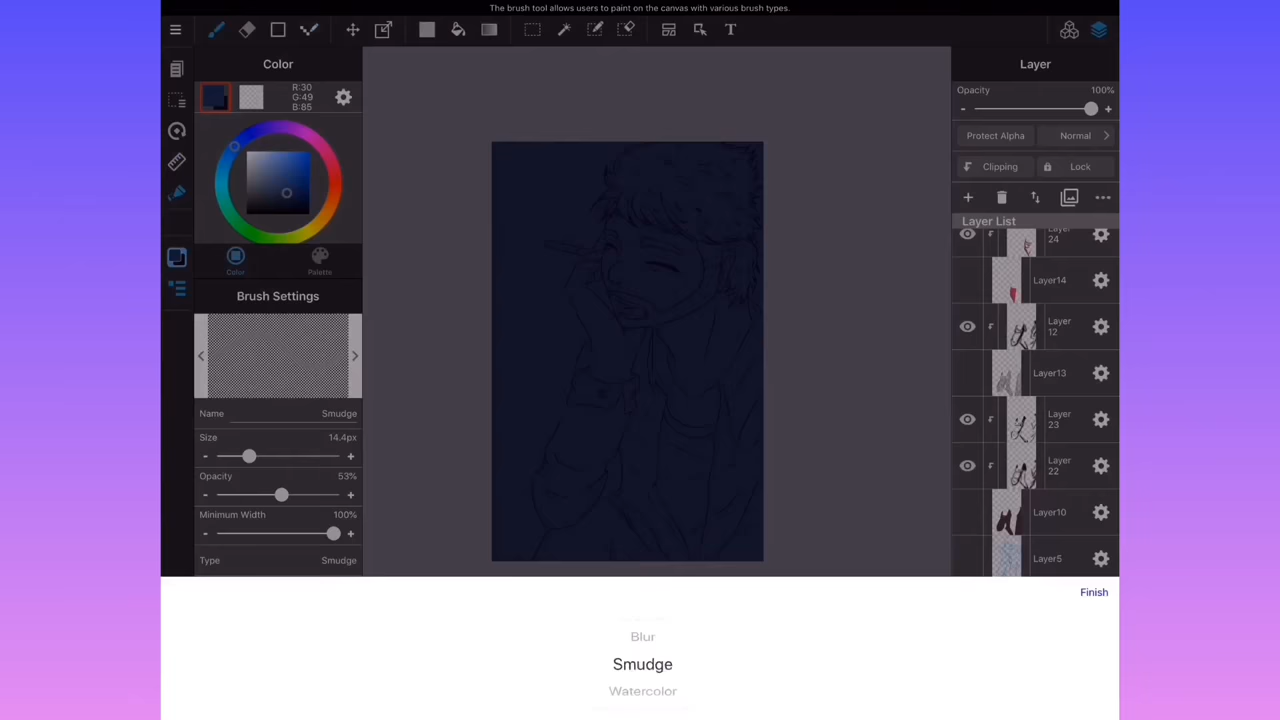 The brush tool allows users to paint on the canvas with various brush types.
T
Color
R:30
G:49
B:85
Color
Palette
Brush Settings
Name Smudge
Size 14.4px
- +
Opacity 53%
- +
Minimum Width 100%
- +
Type Smudge
Layer
Opacity 100%
- +
Protect Alpha Normal
Clipping Lock
Layer List
24
Layer14
Layer
12
Layer13
Layer
23
Layer
22
Layer10
Layer5
Finish
Blur
Smudge
Watercolor